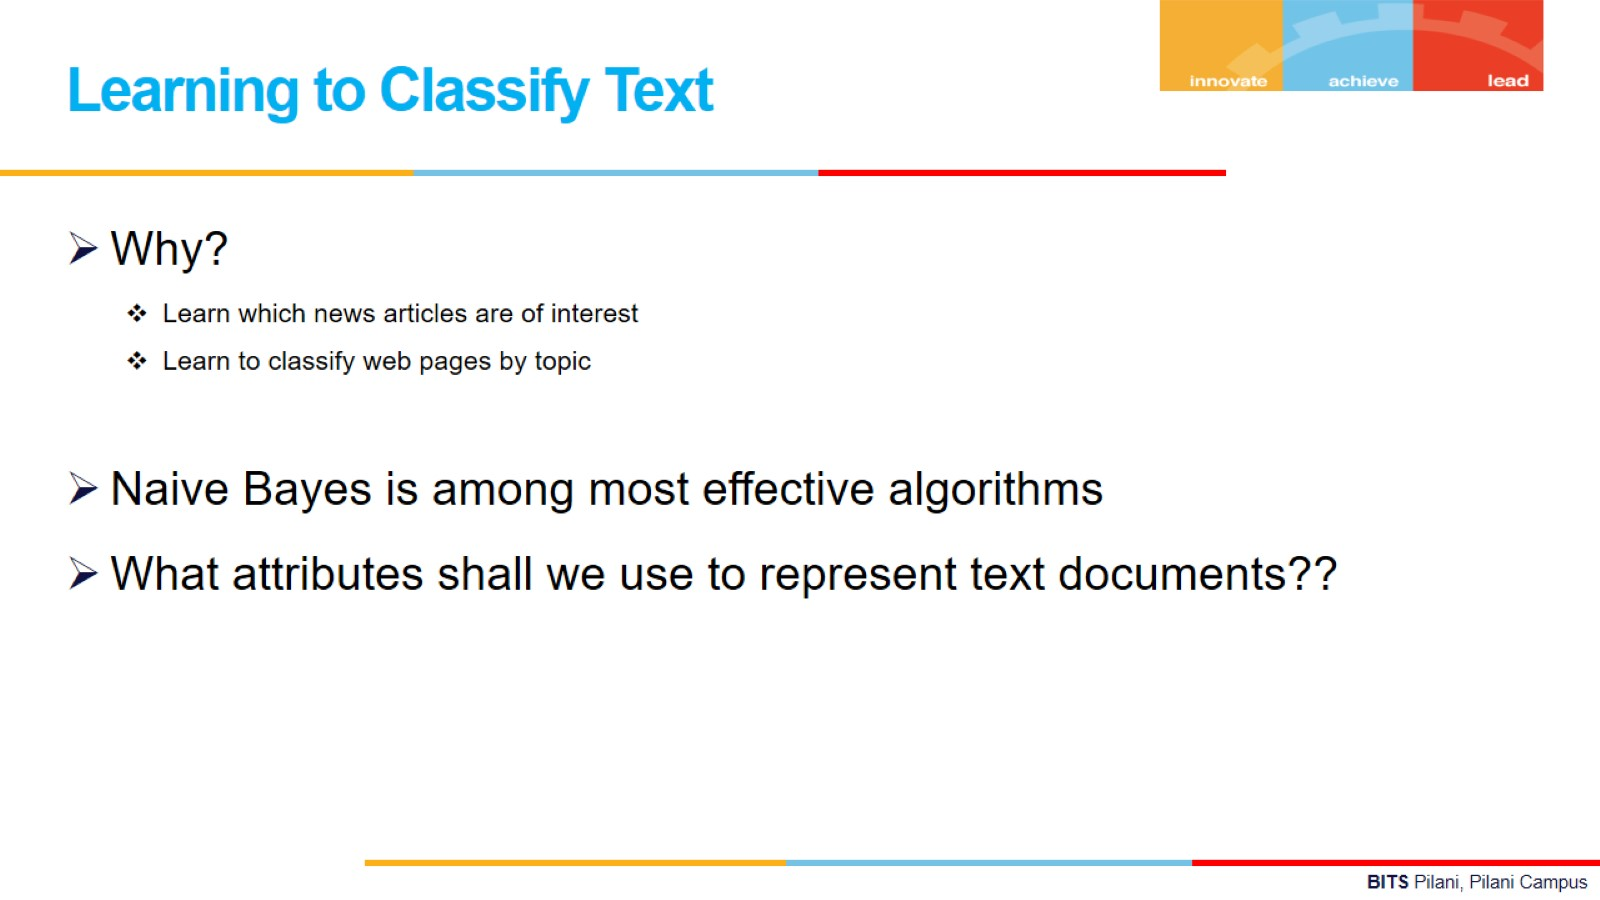 innovate achieve lead
Learning to Classify Text
Why?
Learn which news articles are of interest
Learn to classify web pages by topic
Naive Bayes is among most effective algorithms
What attributes shall we use to represent text documents??
BITS Pilani, Pilani Campus